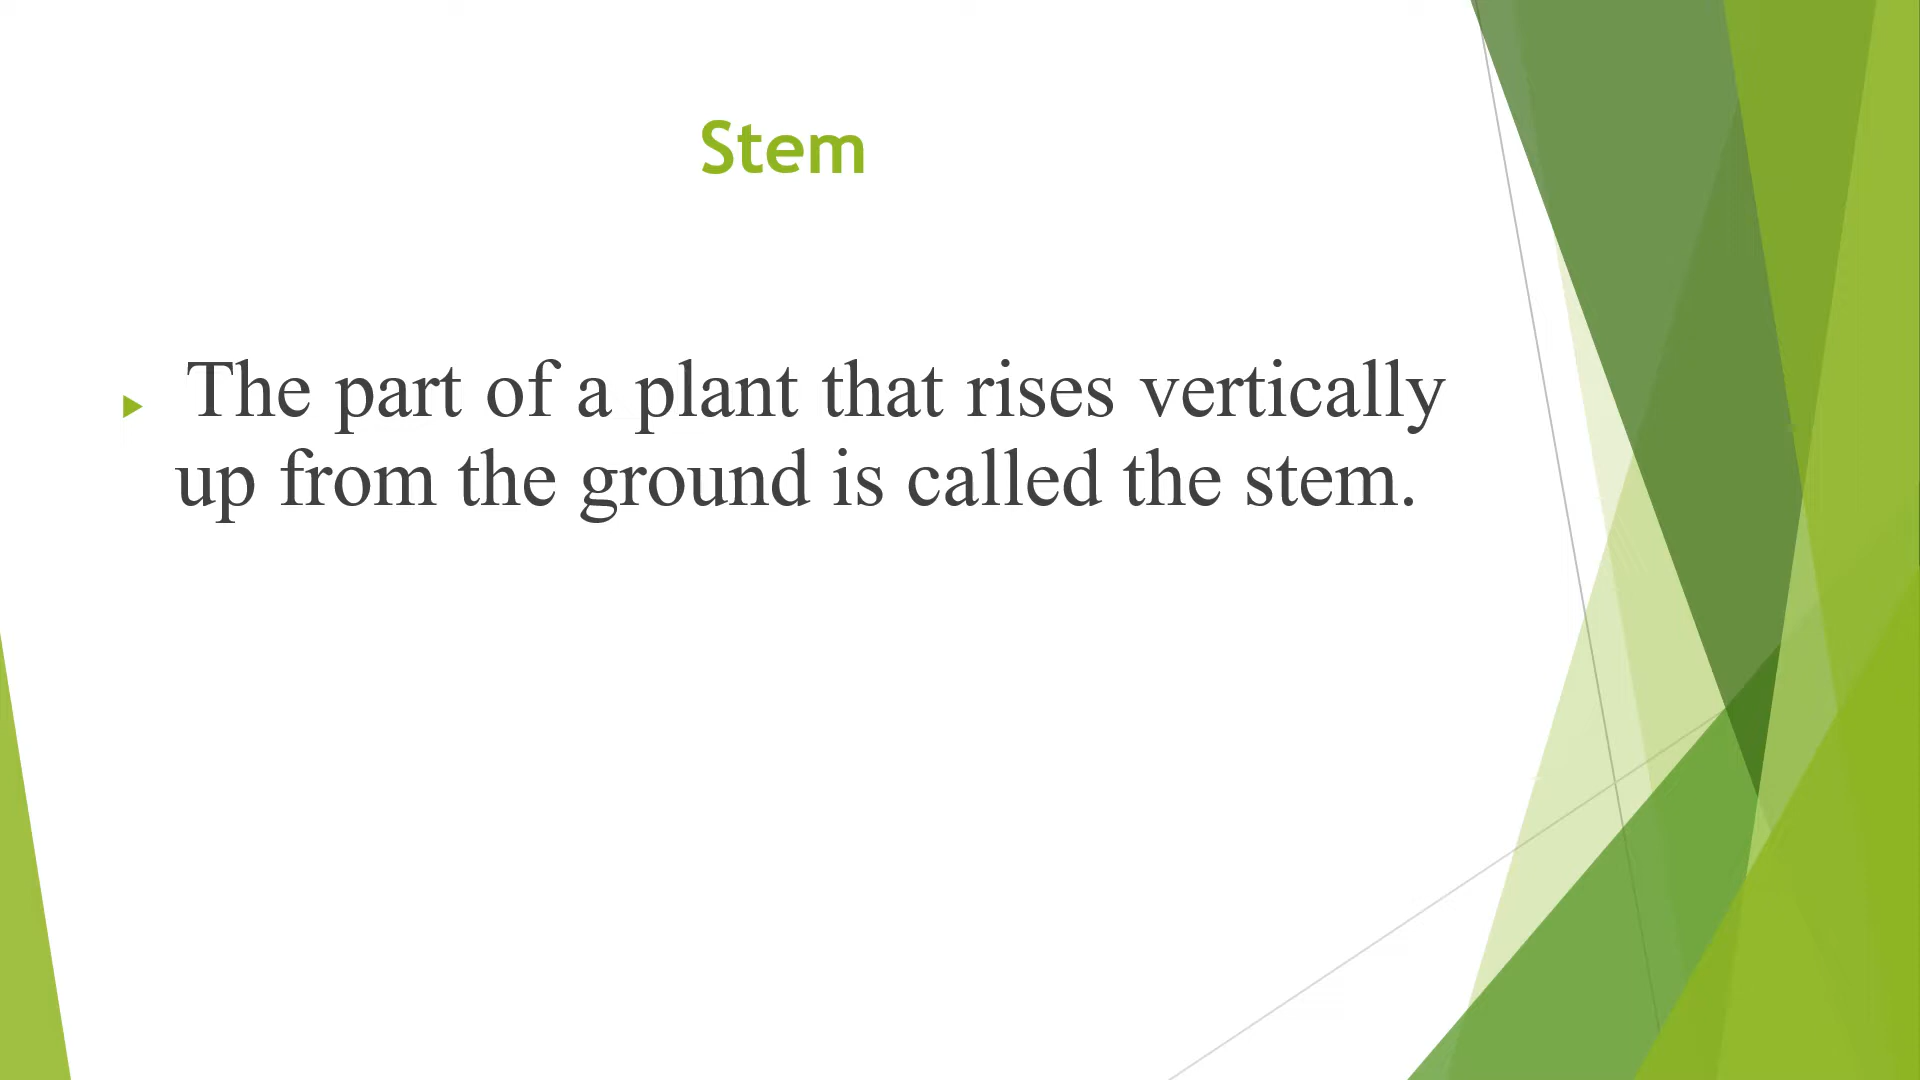 Stem
The part of a plant that rises vertically
up from the ground is called the stem.